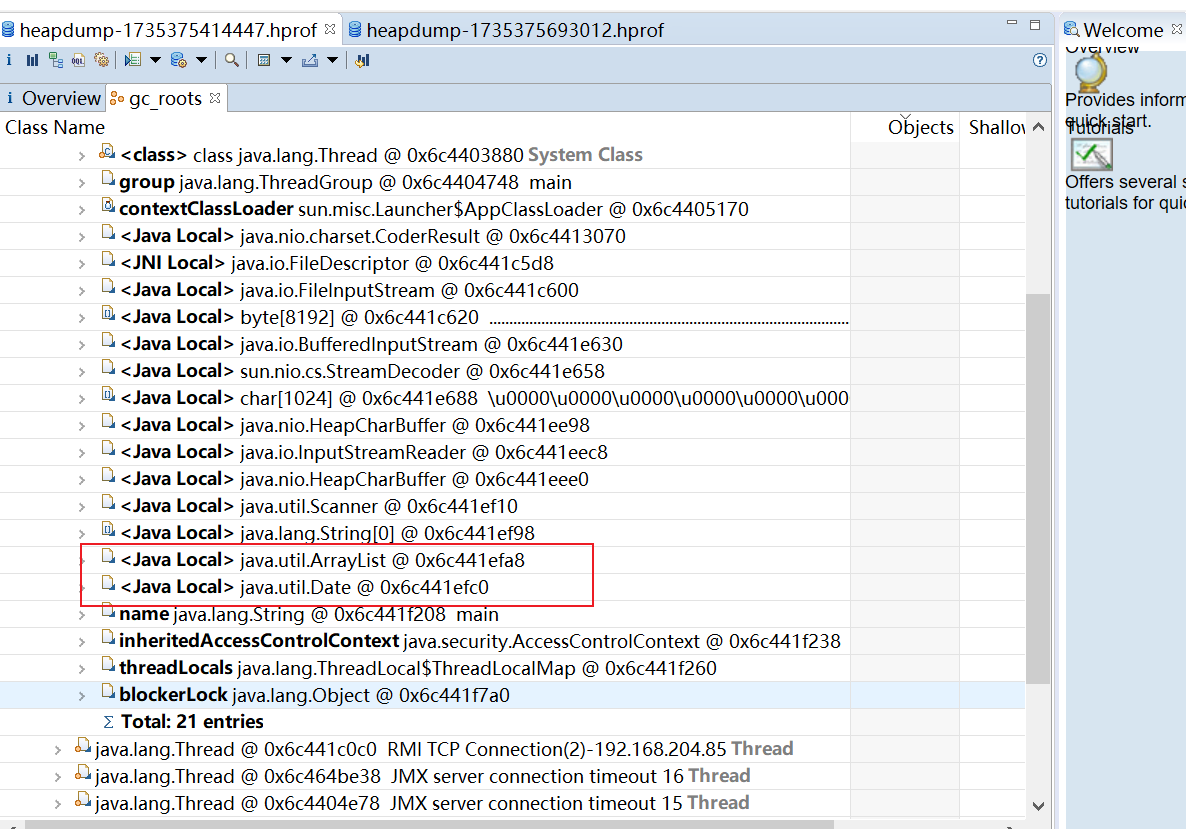 heapdump-1735375414447.hprof
heapdump-1735375693012.hprof
Welcome
Overview
gc_roots
Class Name
Objects
Shallow
<class> class java.lang.Thread @ 0x6c4403880 System Class
group java.lang.ThreadGroup @ 0x6c4404748 main
contextClassLoader sun.misc.Launcher$AppClassLoader @ 0x6c4405170
<Java Local> java.nio.charset.CoderResult @ 0x6c4413070
<JNI Local> java.io.FileDescriptor @ 0x6c441c5d8
<Java Local> java.io.FileInputStream @ 0x6c441c600
<Java Local> byte[8192] @ 0x6c441c620 ..........................................................................................
<Java Local> java.io.BufferedInputStream @ 0x6c441e630
<Java Local> sun.nio.cs.StreamDecoder @ 0x6c441e658
<Java Local> char[1024] @ 0x6c441e688 \u0000\u0000\u0000\u0000\u0000\u000
<Java Local> java.nio.HeapCharBuffer @ 0x6c441ee98
<Java Local> java.io.InputStreamReader @ 0x6c441eec8
<Java Local> java.nio.HeapCharBuffer @ 0x6c441eee0
<Java Local> java.util.Scanner @ 0x6c441ef10
<Java Local> java.lang.String[0] @ 0x6c441ef98
<Java Local> java.util.ArrayList @ 0x6c441efa8
<Java Local> java.util.Date @ 0x6c441efc0
name java.lang.String @ 0x6c441f208 main
inheritedAccessControlContext java.security.AccessControlContext @ 0x6c441f238
threadLocals java.lang.ThreadLocal$ThreadLocalMap @ 0x6c441f260
blockerLock java.lang.Object @ 0x6c441f7a0
Σ Total: 21 entries
java.lang.Thread @ 0x6c441c0c0 RMI TCP Connection(2)-192.168.204.85 Thread
java.lang.Thread @ 0x6c464be38 JMX server connection timeout 16 Thread
java.lang.Thread @ 0x6c4404e78 JMX server connection timeout 15 Thread
Overview
Provides inform
quick start.
Tutorials
Offers several s
tutorials for quic